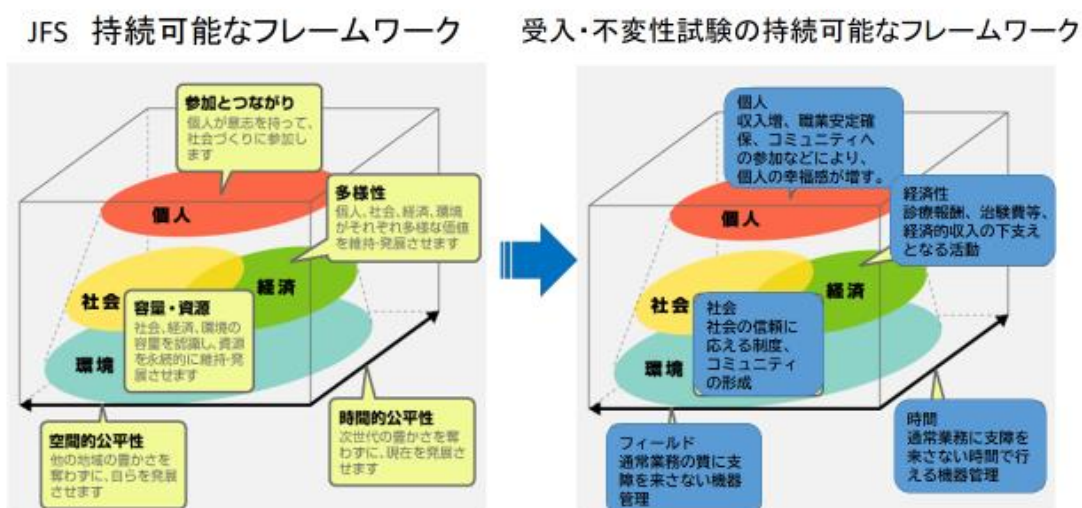 JFS 持続可能なフレームワーク
参加とつながり
個人が意志を持って、
社会づくりに参加し
ます
個人
多様性
個人、社会、経済、環境
がそれぞれ多様な価値
を維持・発展させます
社会
経済
容量・資源
社会、経済、環境の
容量を認識し、資源
を永続的に維持・発
展させます
環境
空間的公平性
他の地域の豊かさを
奪わずに、自らを発展
させます
時間的公平性
次世代の豊かさを奪
わずに、現在を発展さ
せます
受入・不変性試験の持続可能なフレームワーク
個人
収入増、職業安定確
保、コミュニティへ
の参加などにより、
個人の幸福感が増す。
個人
経済性
診療報酬、治験費等、
経済的収入の下支え
となる活動
社会
経済
社会
社会の信頼に
応える制度、
コミュニティ
の形成
環境
フィールド
通常業務の質に支
障を来さない機器
管理
時間
通常業務に支障を
来さない時間で行
える機器管理